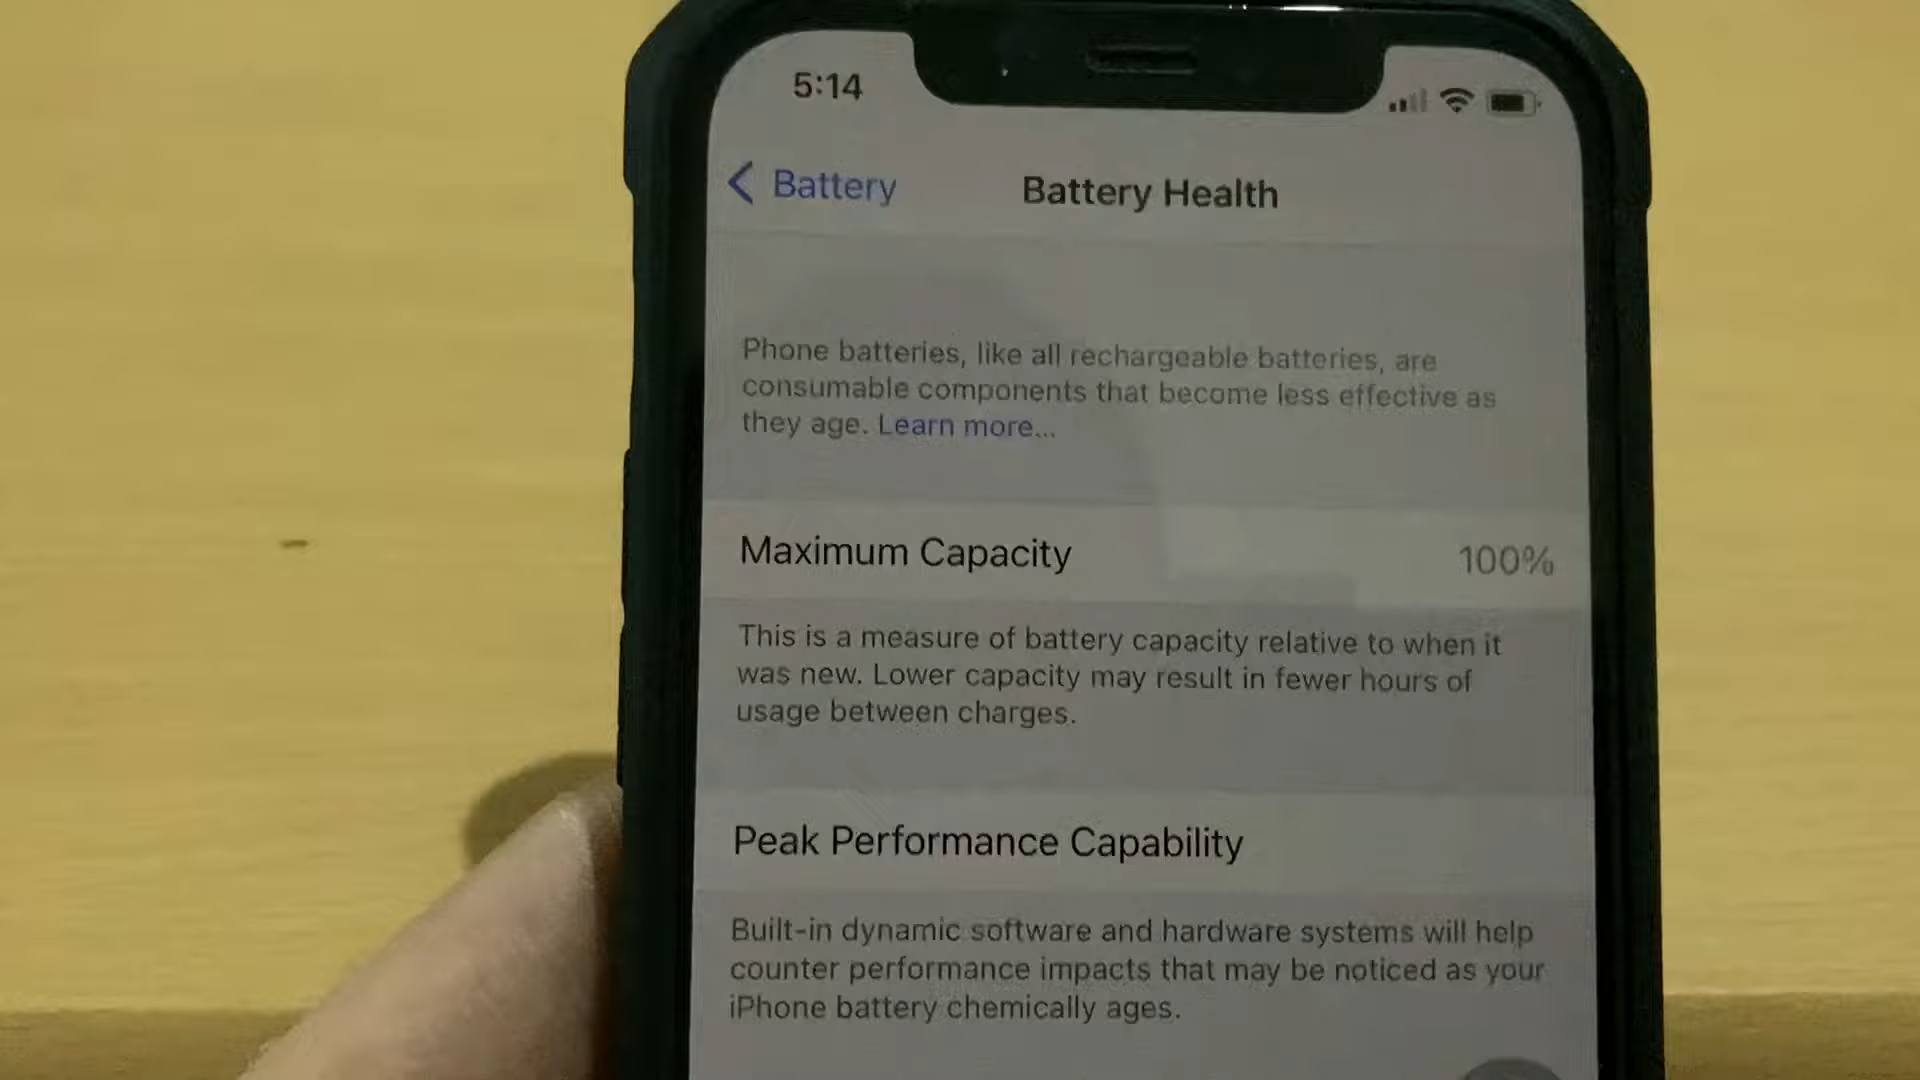 5:14
Battery
Battery Health
Phone batteries, like all rechargeable batteries, are
consumable components that become less effective as
they age. Learn more...
Maximum Capacity 100%
This is a measure of battery capacity relative to when it
was new. Lower capacity may result in fewer hours of
usage between charges.
Peak Performance Capability
Built-in dynamic software and hardware systems will help
counter performance impacts that may be noticed as your
iPhone battery chemically ages.